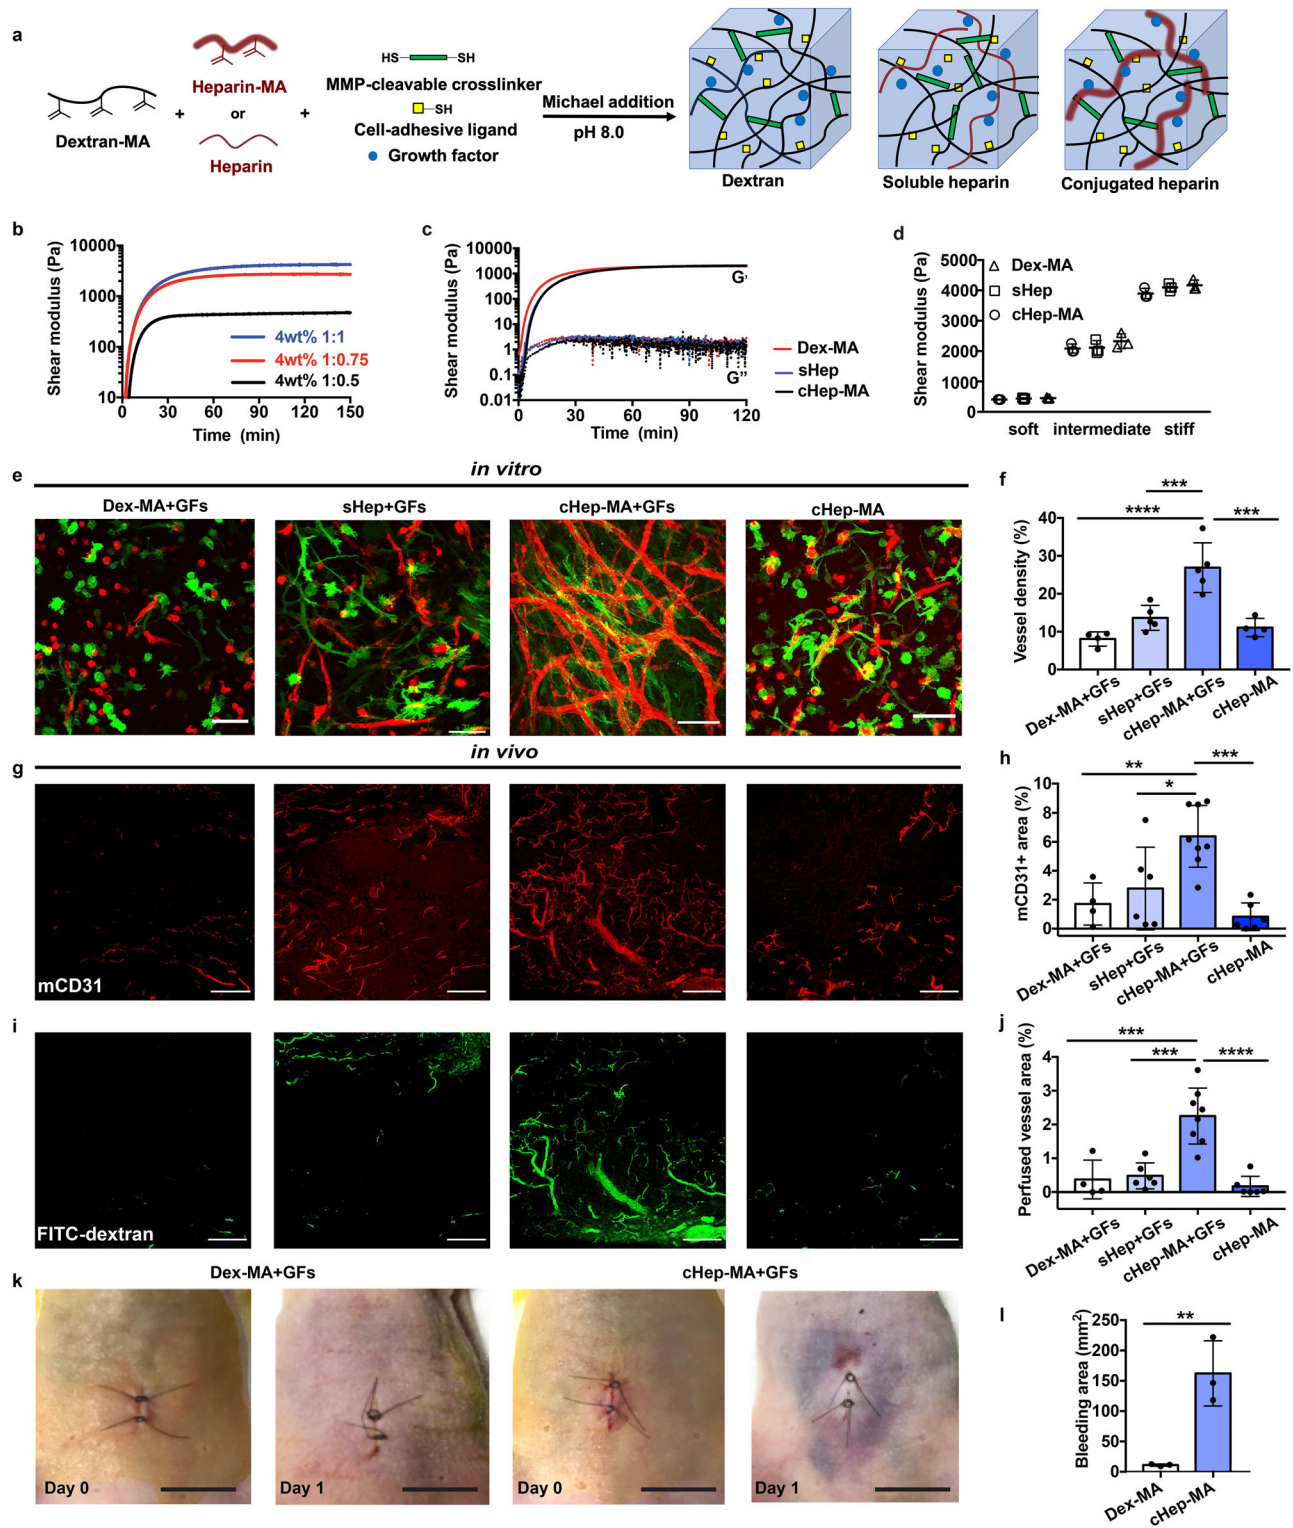 a
Heparin-MA
or
Heparin
Dextran-MA
+
+
HS
SH
MMP-cleavable crosslinker
SH
Cell-adhesive ligand
Growth factor
Michael addition
pH 8.0
Dextran
Soluble heparin
Conjugated heparin
b
Shear modulus (Pa)
10000
1000
100
10
4wt% 1:1
4wt% 1:0.75
4wt% 1:0.5
0 30 60 90 120 150
Time (min)
c
Shear modulus (Pa)
10000
1000
100
10
1
0.1
0.01
G'
G''
0 30 60 90 120
Time (min)
Dex-MA
sHep
cHep-MA
d
Shear modulus (Pa)
5000
4000
3000
2000
1000
0
Dex-MA
sHep
cHep-MA
soft intermediate stiff
e
in vitro
Dex-MA+GFs
sHep+GFs
cHep-MA+GFs
cHep-MA
f
Vessel density (%)
40
30
20
10
0
***
**** ***
Dex-MA+GFs
sHep+GFs
cHep-MA+GFs
cHep-MA
in vivo
g
mCD31
h
mCD31+ area (%)
10
8
6
4
2
0
** ***
*
Dex-MA+GFs
sHep+GFs
cHep-MA+GFs
cHep-MA
i
FITC-dextran
j
Perfused vessel area (%)
4
3
2
1
0
***
*** ****
Dex-MA+GFs
sHep+GFs
cHep-MA+GFs
cHep-MA
k
Dex-MA+GFs
cHep-MA+GFs
Day 0
Day 1
Day 0
Day 1
l
Bleeding area (mm²)
250
200
150
100
50
0
**
Dex-MA
cHep-MA